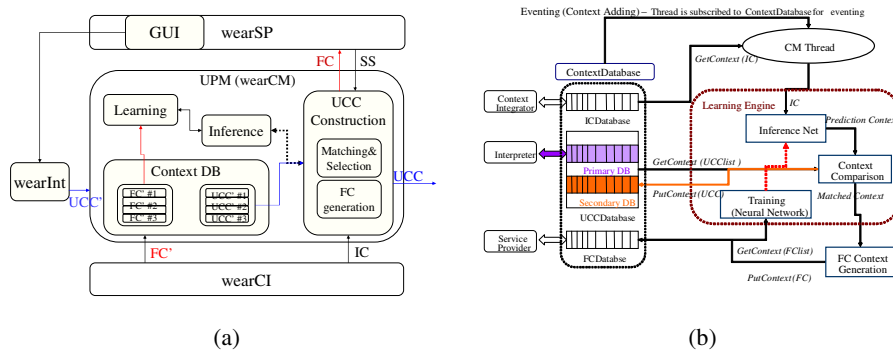 GUI
wearSP
FC
SS
UPM (wearCM)
Learning
Inference
UCC
Construction
Matching&
Selection
FC
generation
wearInt
UCC'
Context DB
FC' #1
FC' #2
FC' #3
UCC' #1
UCC' #2
UCC' #3
UCC
FC'
IC
wearCI
(a)
Eventing (Context Adding) – Thread is subscribed to ContextDatabase for eventing
CM Thread
ContextDatabase
GetContext (IC)
Context
Integrator
ICDatabase
Learning Engine
IC
Inference Net
Prediction Context
Interpreter
Primary DB
GetContext (UCClist )
Context
Comparison
PutContext (UCC)
Secondary DB
UCCDatabase
Training
(Neural Network)
Matched Context
Service
Provider
FCDatabse
GetContext (FClist)
PutContext (FC)
FC Context
Generation
(b)